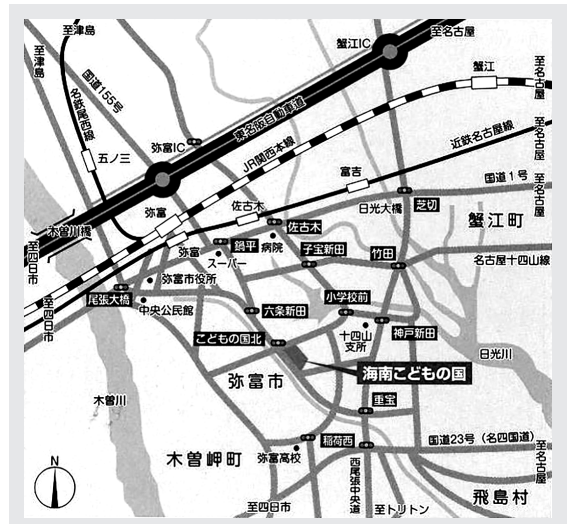 至津島
至津島
国道155号
名鉄尾西線
五ノ三
弥富IC
東名阪自動車道
JR関西本線
蟹江IC
至名古屋
蟹江
至名古屋
近鉄名古屋線
至名古屋
富吉
国道1号
至名古屋
弥富
佐古木
日光大橋
芝切
木曽川橋
至四日市
佐古木
鍋平
病院
蟹江町
弥富
スーパー
子宝新田
竹田
名古屋十四山線
弥富市役所
尾張大橋
中央公民館
至四日市
六条新田
小学校前
十四山
支所
神戸新田
こどもの国北
日光川
海南こどもの国
弥富市
木曽川
重宝
稲荷西
国道23号（名四国道）
至名古屋
木曽岬町
弥富高校
西尾張中央道
飛島村
至四日市
至トリトン
N